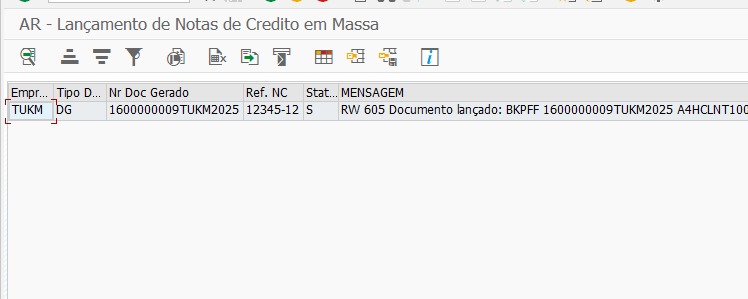 AR - Lançamento de Notas de Credito em Massa
Empr... Tipo D... Nr Doc Gerado Ref. NC Stat... MENSAGEM
TUKM DG 1600000009TUKM2025 12345-12 S RW 605 Documento lançado: BKPFF 1600000009TUKM2025 A4HCLNT100